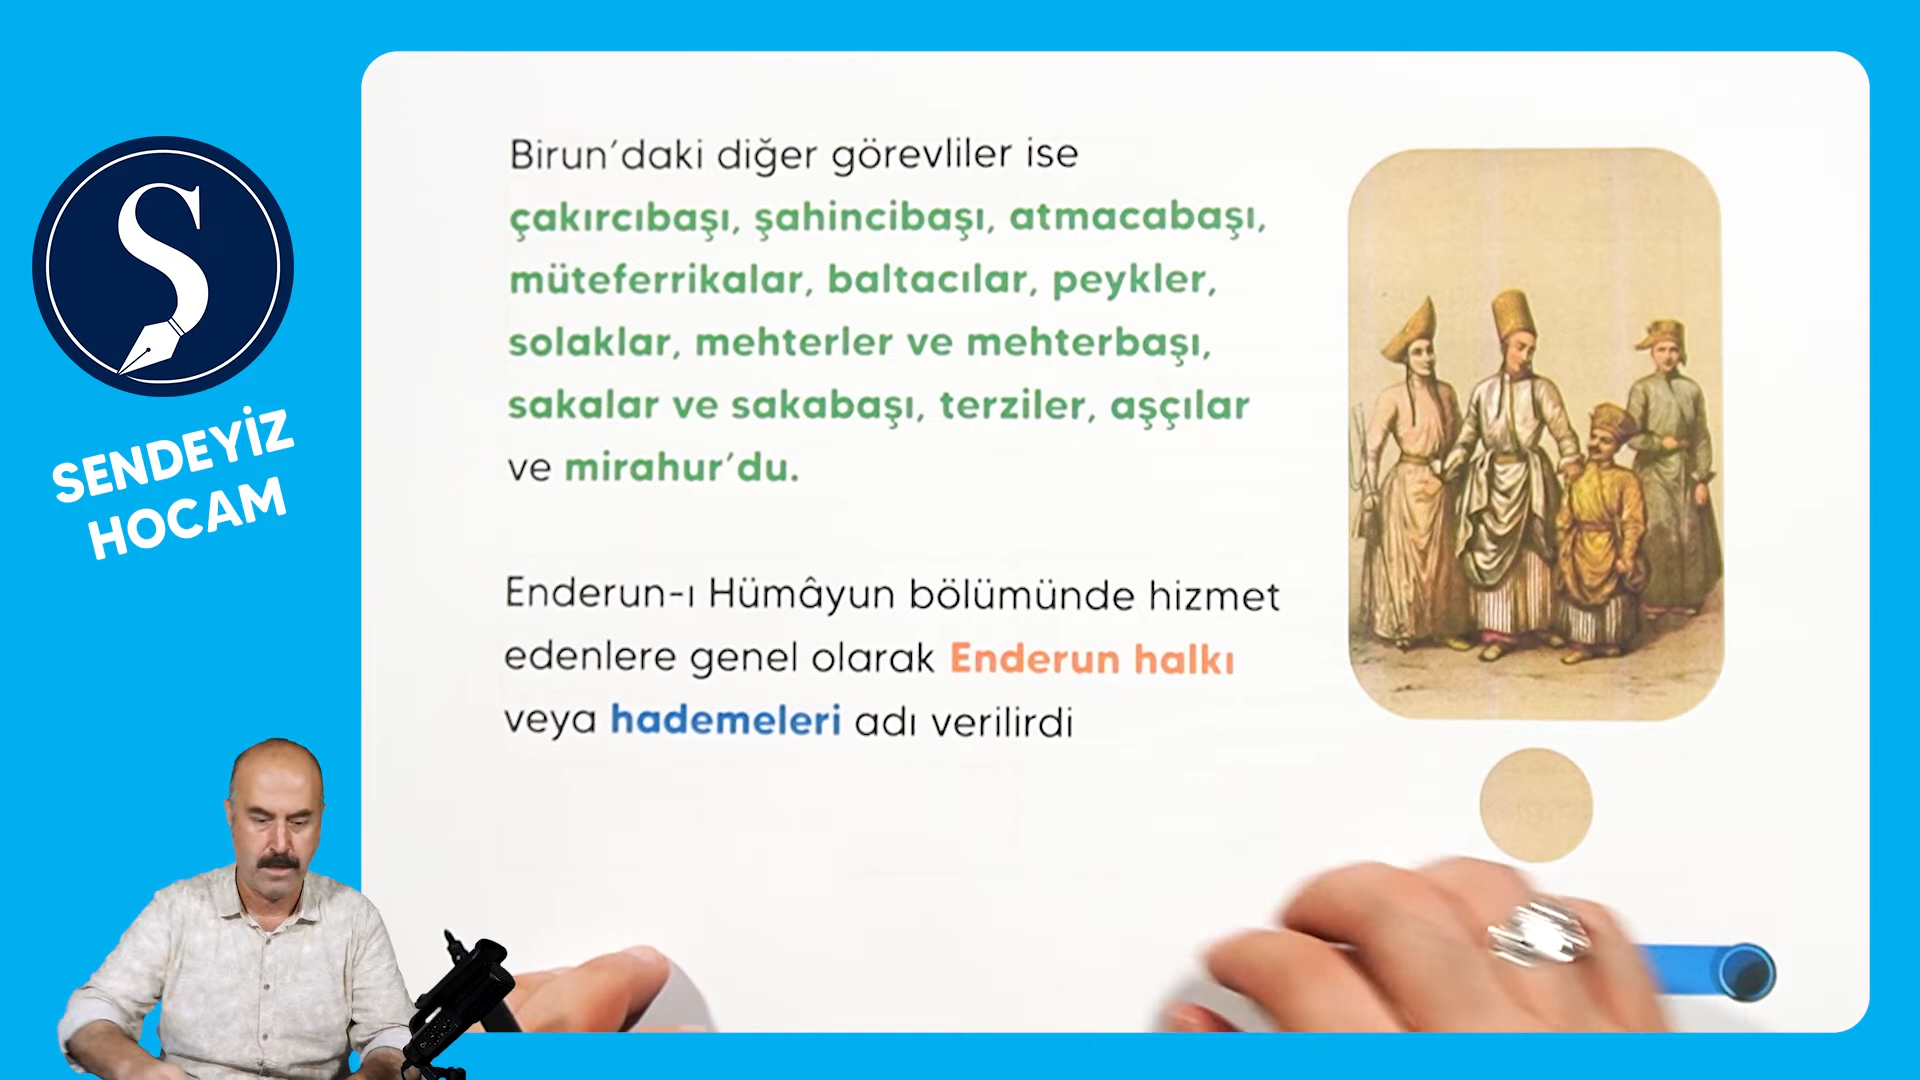 S
SENDEYİZ
HOCAM
Birun'daki diğer görevliler ise
çakırcıbaşı, şahincibaşı, atmacabaşı,
müteferrikalar, baltacılar, peykler,
solaklar, mehterler ve mehterbaşı,
sakalar ve sakabaşı, terziler, aşçılar
ve mirahur'du.
Enderun-ı Hümâyun bölümünde hizmet
edenlere genel olarak Enderun halkı
veya hademeleri adı verilirdi